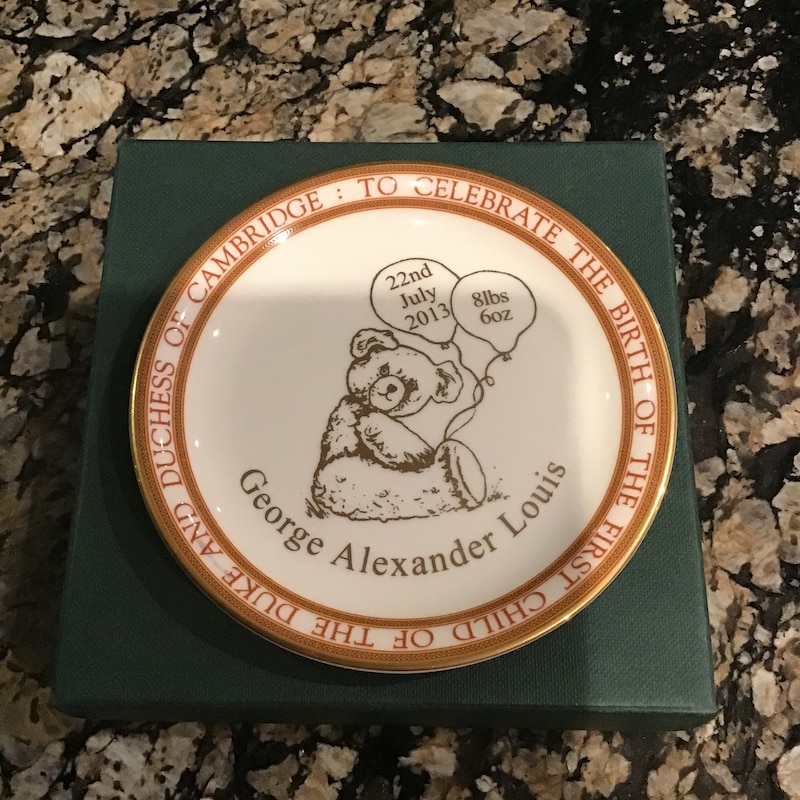 TO CELEBRATE THE BIRTH OF THE FIRST CHILD OF THE DUKE AND DUCHESS OF CAMBRIDGE :
22nd
July
2013
8lbs
6oz
George Alexander Louis